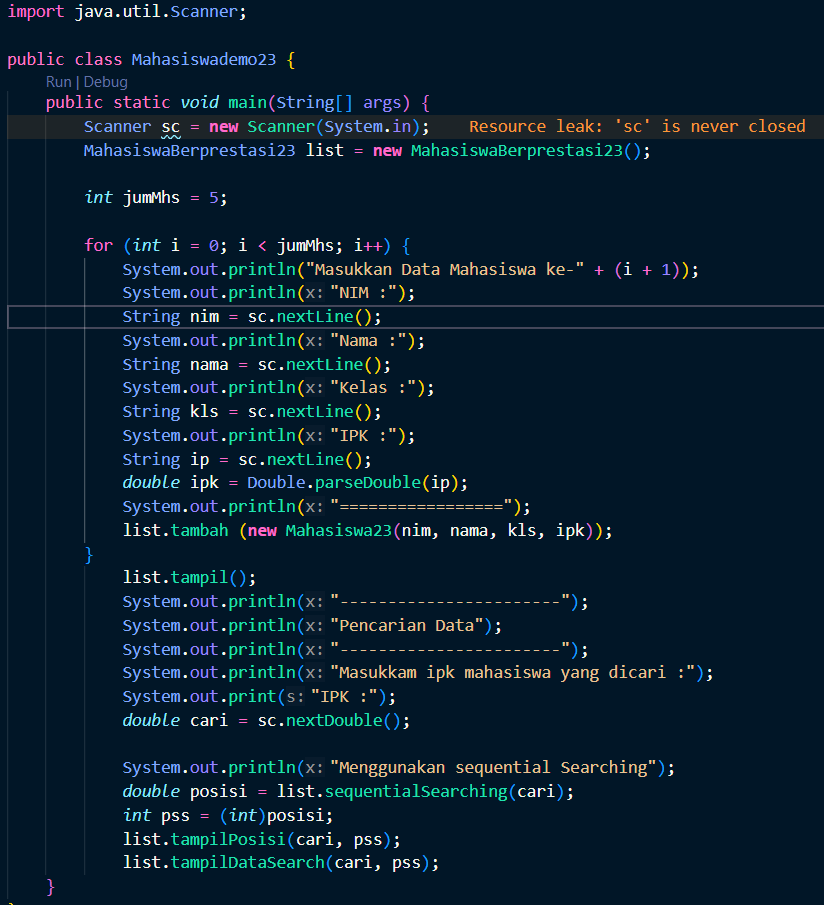 import java.util.Scanner;
public class Mahasiswademo23 {
Run | Debug
public static void main(String[] args) {
Scanner sc = new Scanner(System.in); Resource leak: 'sc' is never closed
MahasiswaBerprestasi23 list = new MahasiswaBerprestasi23();
int jumMhs = 5;
for (int i = 0; i < jumMhs; i++) {
System.out.println("Masukkan Data Mahasiswa ke-" + (i + 1));
System.out.println(x: "NIM :");
String nim = sc.nextLine();
System.out.println(x: "Nama :");
String nama = sc.nextLine();
System.out.println(x: "Kelas :");
String kls = sc.nextLine();
System.out.println(x: "IPK :");
String ip = sc.nextLine();
double ipk = Double.parseDouble(ip);
System.out.println(x: "=================");
list.tambah (new Mahasiswa23(nim, nama, kls, ipk));
}
list.tampil();
System.out.println(x: "-----------------------");
System.out.println(x: "Pencarian Data");
System.out.println(x: "-----------------------");
System.out.println(x: "Masukkam ipk mahasiswa yang dicari :");
System.out.print(s: "IPK :");
double cari = sc.nextDouble();
System.out.println(x: "Menggunakan sequential Searching");
double posisi = list.sequentialSearching(cari);
int pss = (int)posisi;
list.tampilPosisi(cari, pss);
list.tampilDataSearch(cari, pss);
}